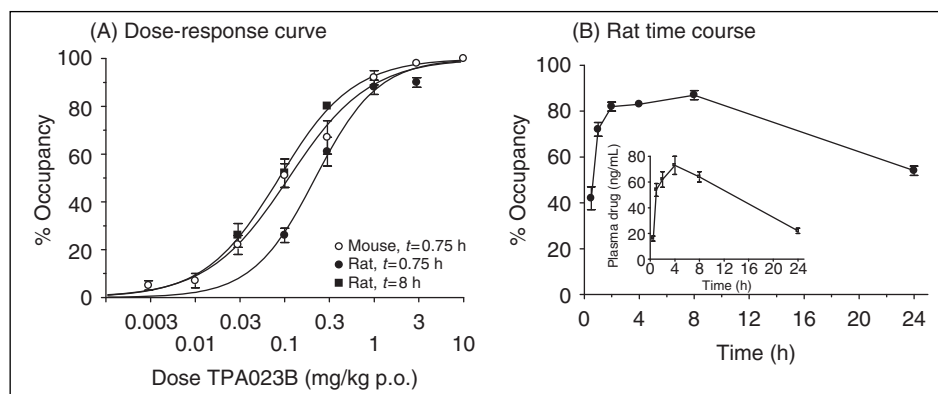 (A) Dose-response curve
100
80
60
40
20
0
% Occupancy
Mouse, t=0.75 h
Rat, t=0.75 h
Rat, t=8 h
0.003 0.03 0.3 3
0.01 0.1 1 10
Dose TPA023B (mg/kg p.o.)
(B) Rat time course
100
80
60
40
20
0
% Occupancy
80
60
40
20
0
Plasma drug (ng/mL)
0 4 8 12 16 20 24
Time (h)
0 4 8 12 16 20 24
Time (h)